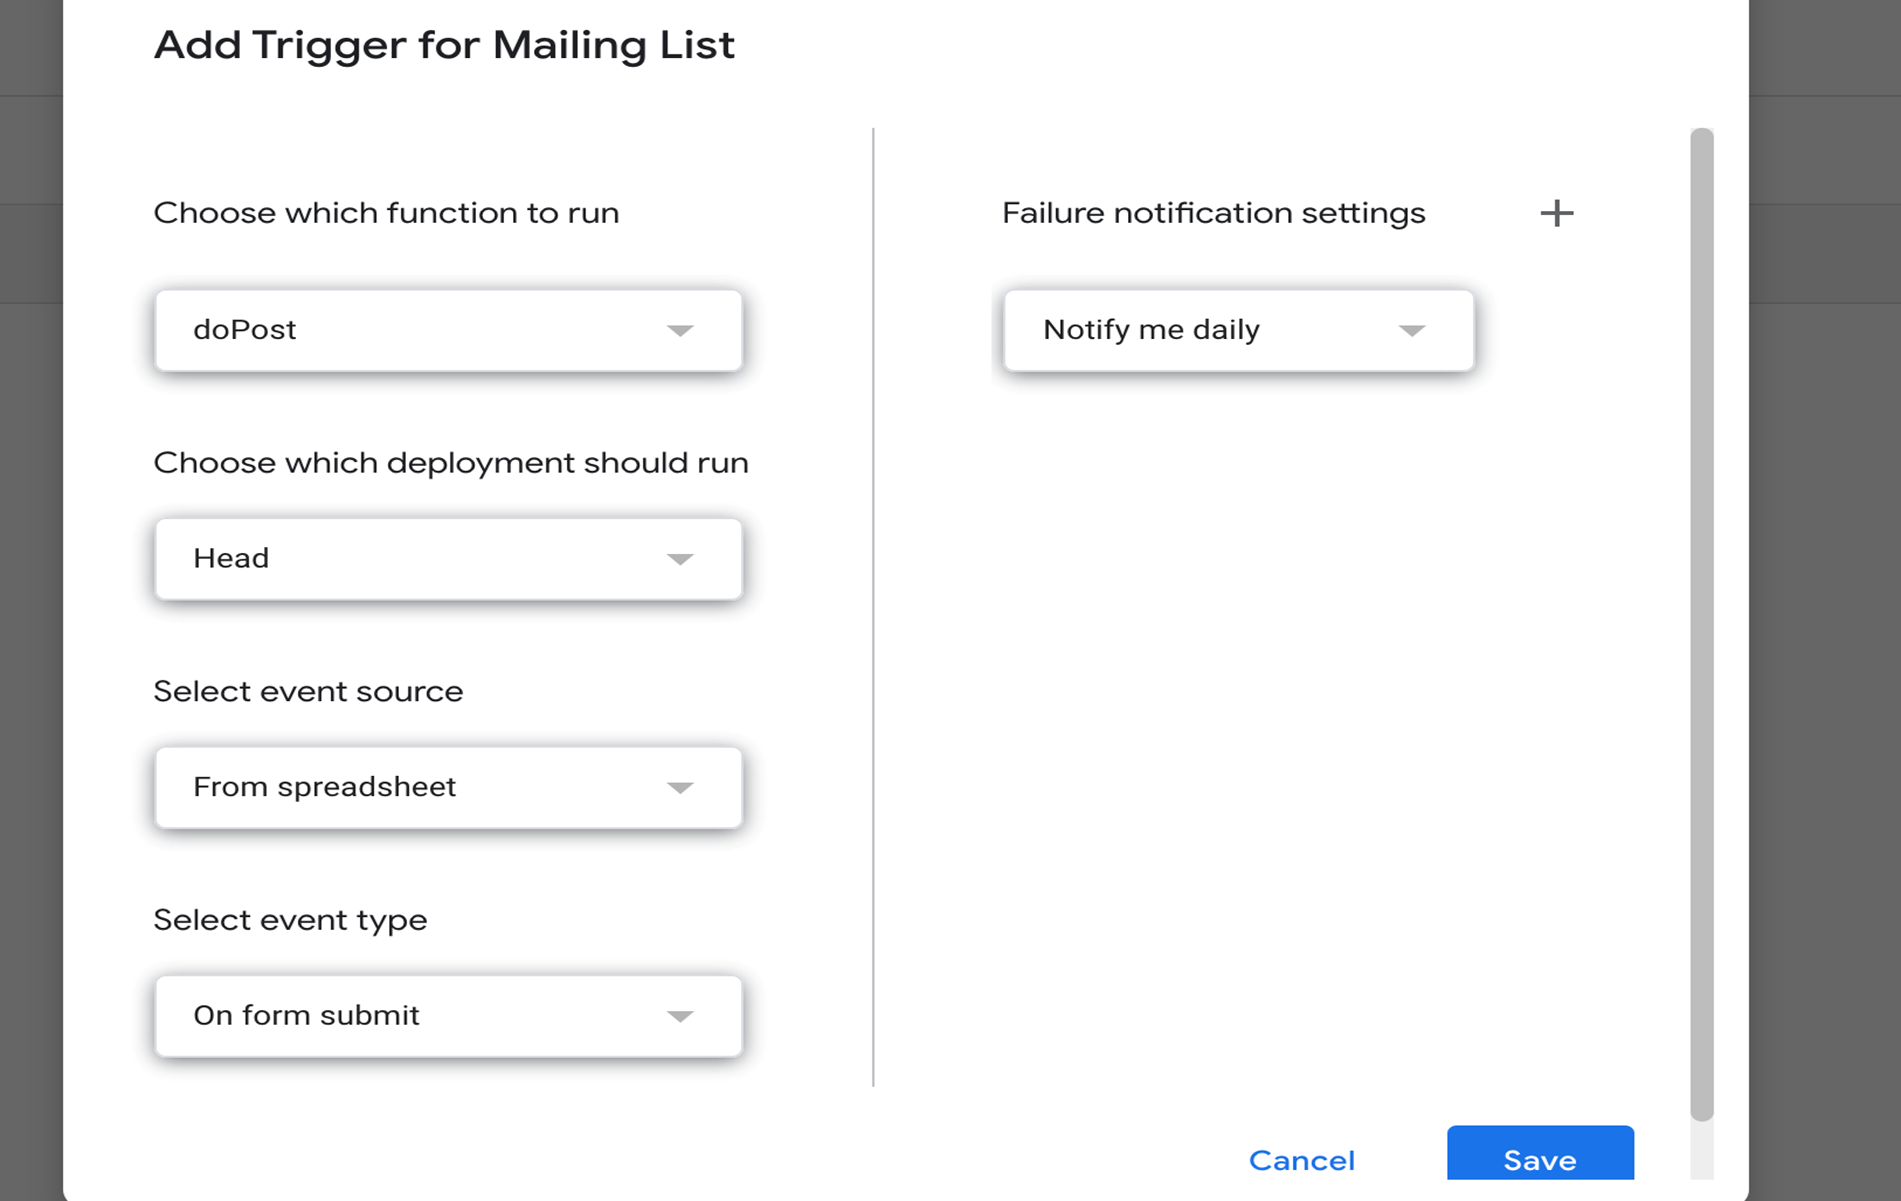 Add Trigger for Mailing List
Choose which function to run
doPost
Choose which deployment should run
Head
Select event source
From spreadsheet
Select event type
On form submit
Failure notification settings
Notify me daily
Cancel
Save